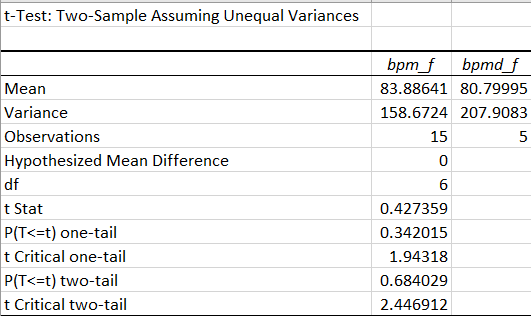 t-Test: Two-Sample Assuming Unequal Variances
bpm_f bpmd_f
Mean 83.88641 80.79995
Variance 158.6724 207.9083
Observations 15 5
Hypothesized Mean Difference 0
df 6
t Stat 0.427359
P(T<=t) one-tail 0.342015
t Critical one-tail 1.94318
P(T<=t) two-tail 0.684029
t Critical two-tail 2.446912